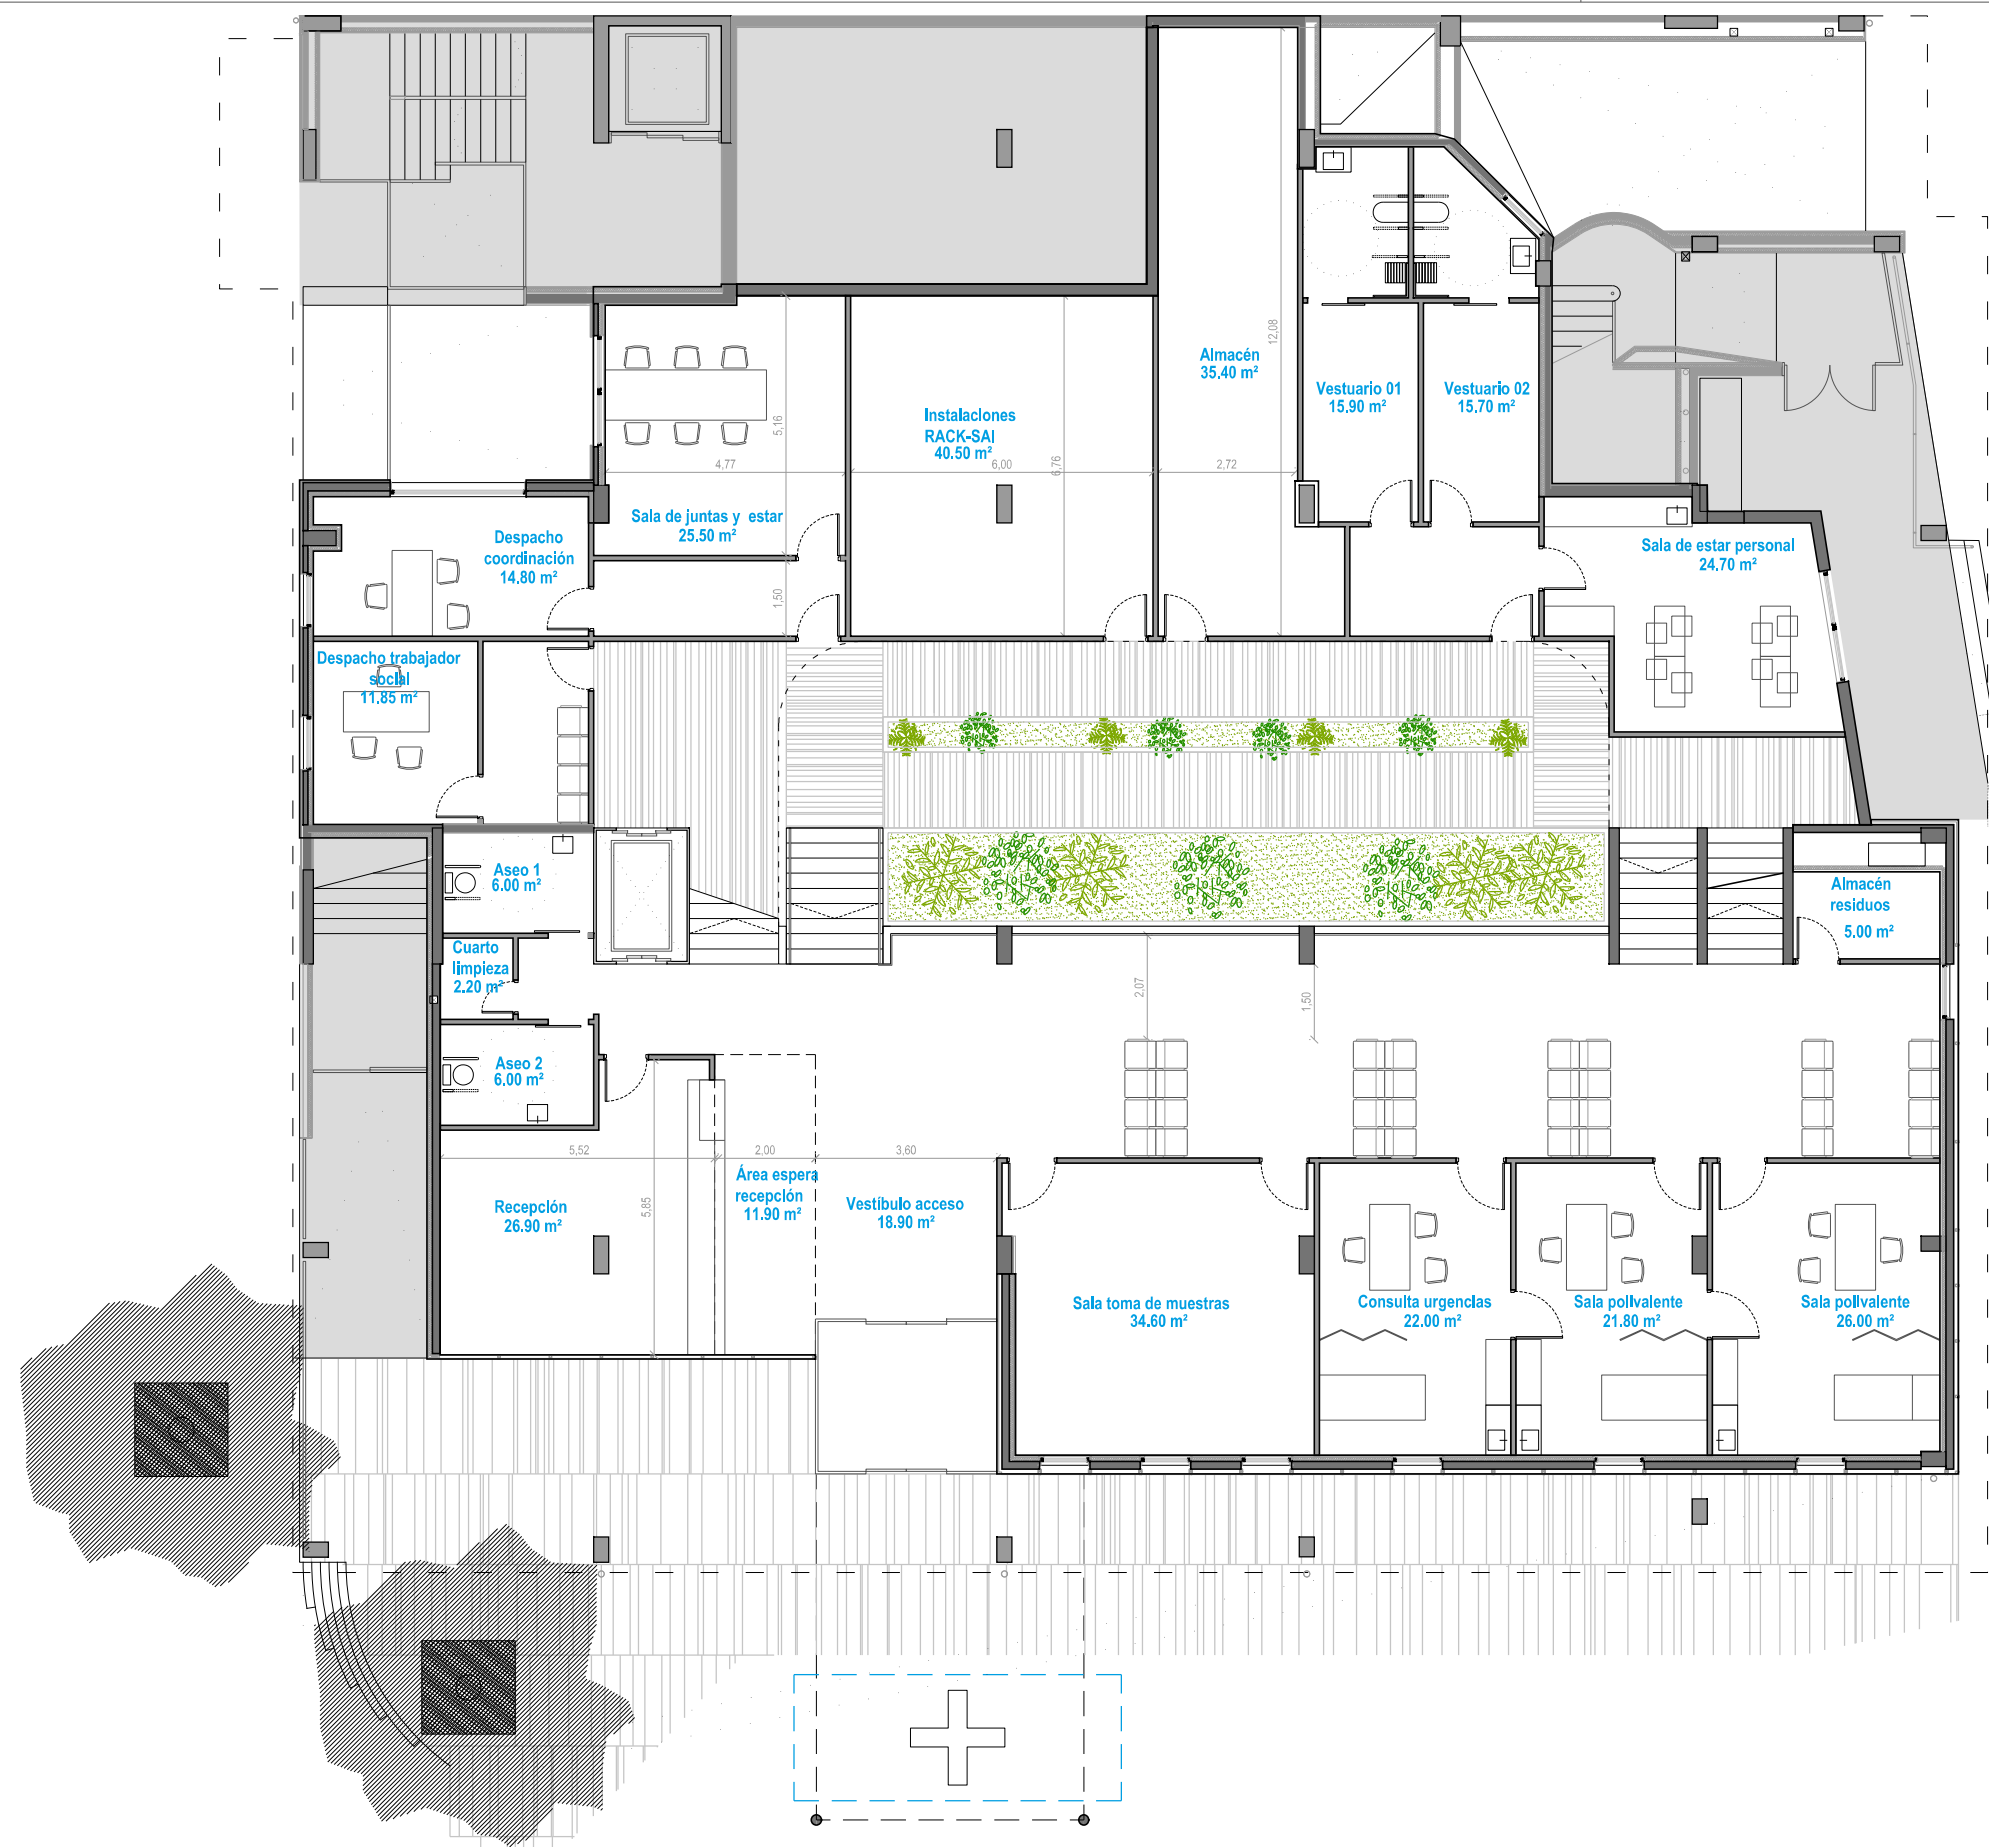 12,08
Almacén
35.40 m²
Vestuario 01
15.90 m²
Vestuario 02
15.70 m²
Instalaciones
RACK-SAI
40.50 m²
5,16
4,77
6,00
6,76
2,72
Sala de juntas y estar
25.50 m²
Despacho
coordinación
14.80 m²
Sala de estar personal
24.70 m²
1,50
Despacho trabajador
social
11.85 m²
Aseo 1
6.00 m²
Almacén
residuos
5.00 m²
Cuarto
limpieza
2.20 m²
2,07
1,50
Aseo 2
6.00 m²
5,52
2,00
3,60
Área espera
recepción
11.90 m²
Recepción
26.90 m²
5,85
Vestíbulo acceso
18.90 m²
Sala toma de muestras
34.60 m²
Consulta urgencias
22.00 m²
Sala polivalente
21.80 m²
Sala polivalente
26.00 m²